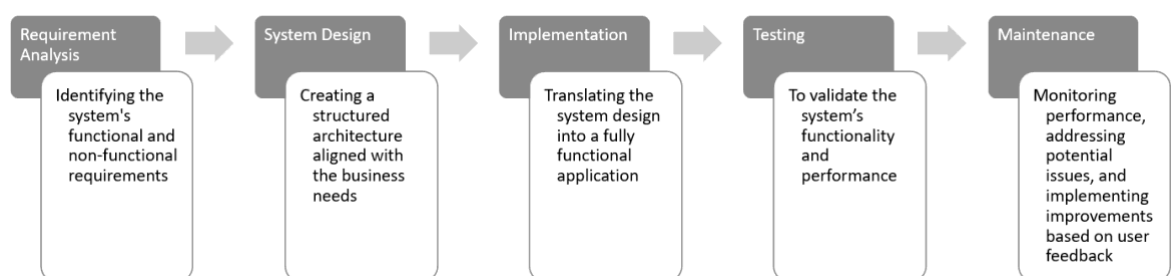 Requirement
Analysis
Identifying the
system's
functional and
non-functional
requirements
System Design
Creating a
structured
architecture
aligned with
the business
needs
Implementation
Translating the
system design
into a fully
functional
application
Testing
To validate the
system’s
functionality
and
performance
Maintenance
Monitoring
performance,
addressing
potential
issues, and
implementing
improvements
based on user
feedback